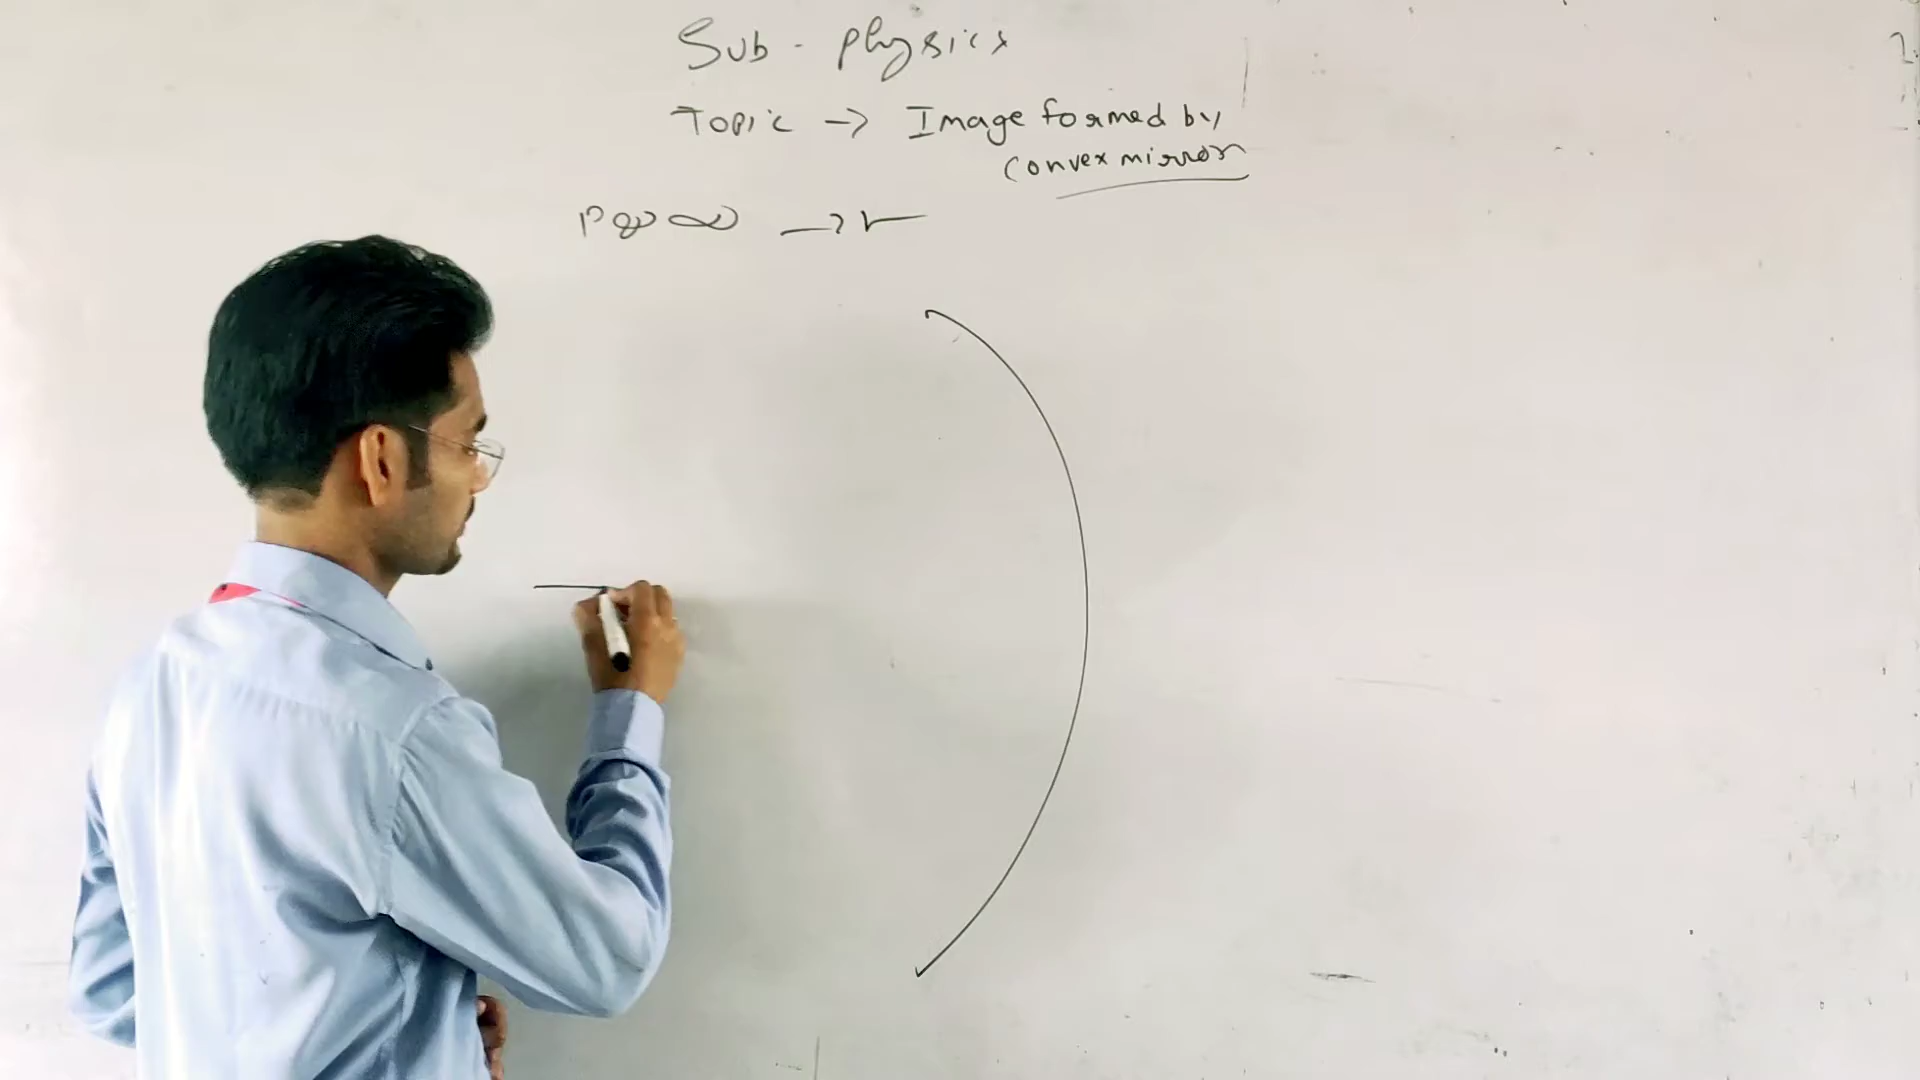 Sub - Physics
Topic → Image formed by
convex mirror
P ∞ ∞ →